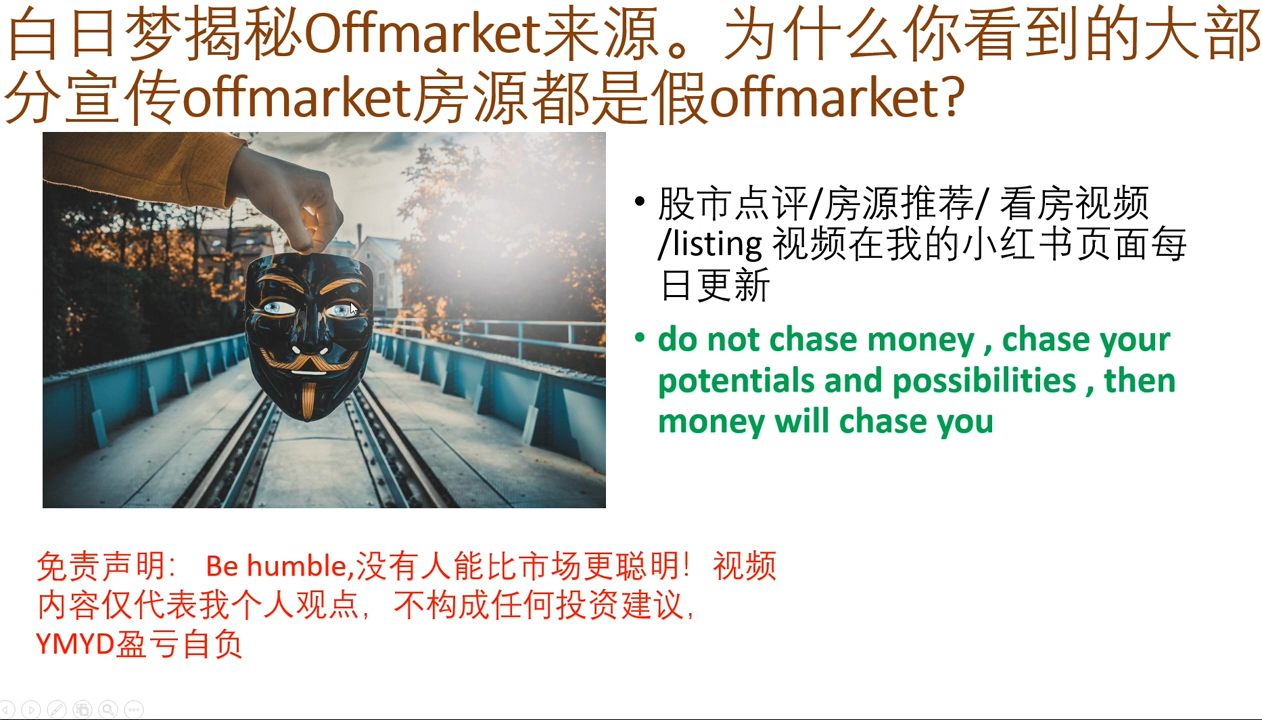 白日梦揭秘Offmarket来源。为什么你看到的大部
分宣传offmarket房源都是假offmarket?
• 股市点评/房源推荐/ 看房视频
/listing 视频在我的小红书页面每
日更新
• do not chase money , chase your
potentials and possibilities , then
money will chase you
免责声明： Be humble,没有人能比市场更聪明！视频
内容仅代表我个人观点，不构成任何投资建议，
YMYD盈亏自负